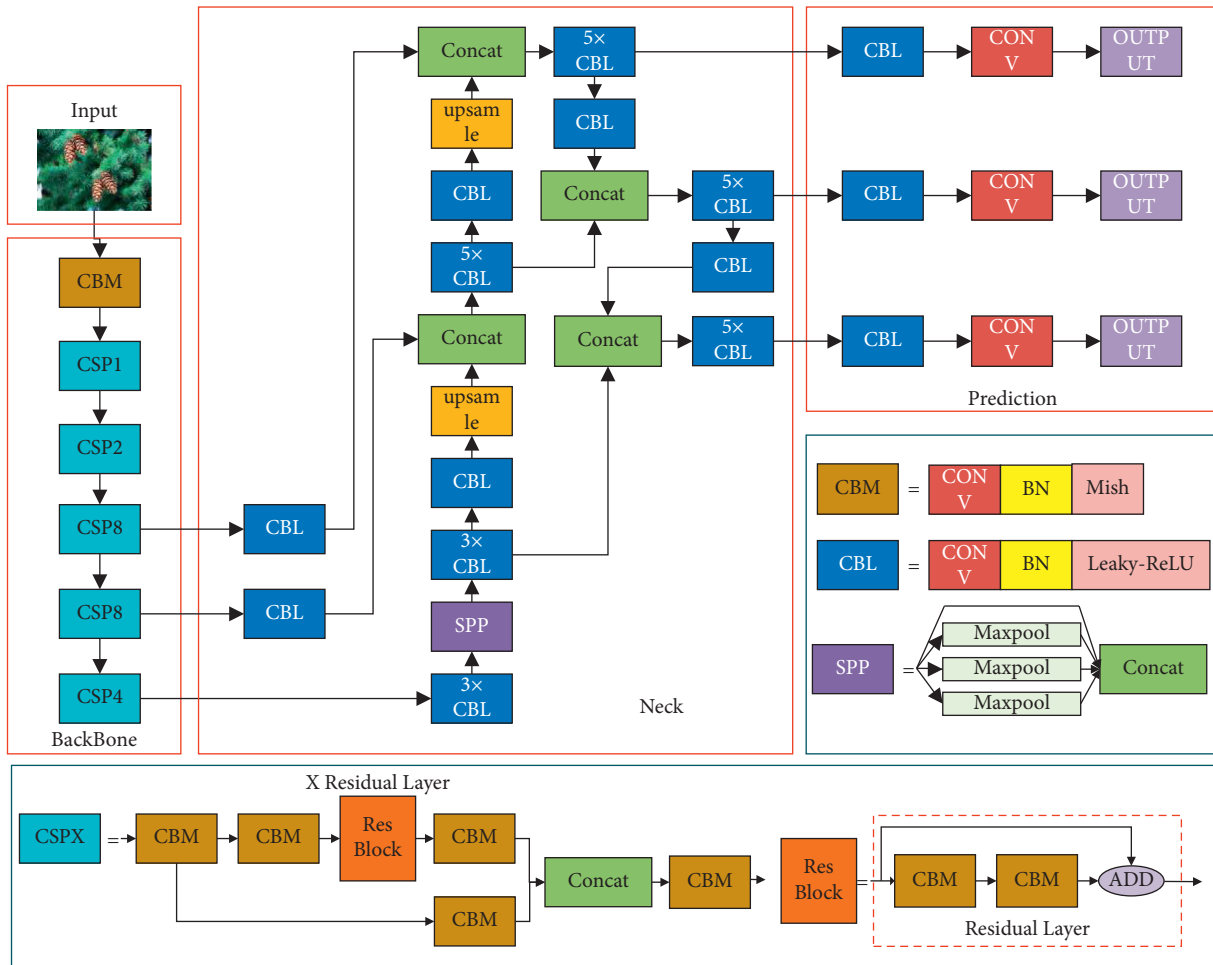 Input
CBM
CSP1
CSP2
CSP8
CSP8
CSP4
BackBone
CBL
CBL
Concat
upsam
le
CBL
5×
CBL
Concat
upsam
le
CBL
3×
CBL
SPP
3×
CBL
5×
CBL
CBL
Concat
5×
CBL
CBL
Concat
5×
CBL
Neck
CBL
CON
V
OUTP
UT
CBL
CON
V
OUTP
UT
CBL
CON
V
OUTP
UT
Prediction
CBM = CON
V
BN Mish
CBL = CON
V
BN Leaky-ReLU
SPP =
Maxpool
Maxpool
Maxpool
Concat
X Residual Layer
CSPX = CBM CBM Res
Block
CBM
CBM
Concat CBM
Res
Block
= CBM CBM ADD
Residual Layer